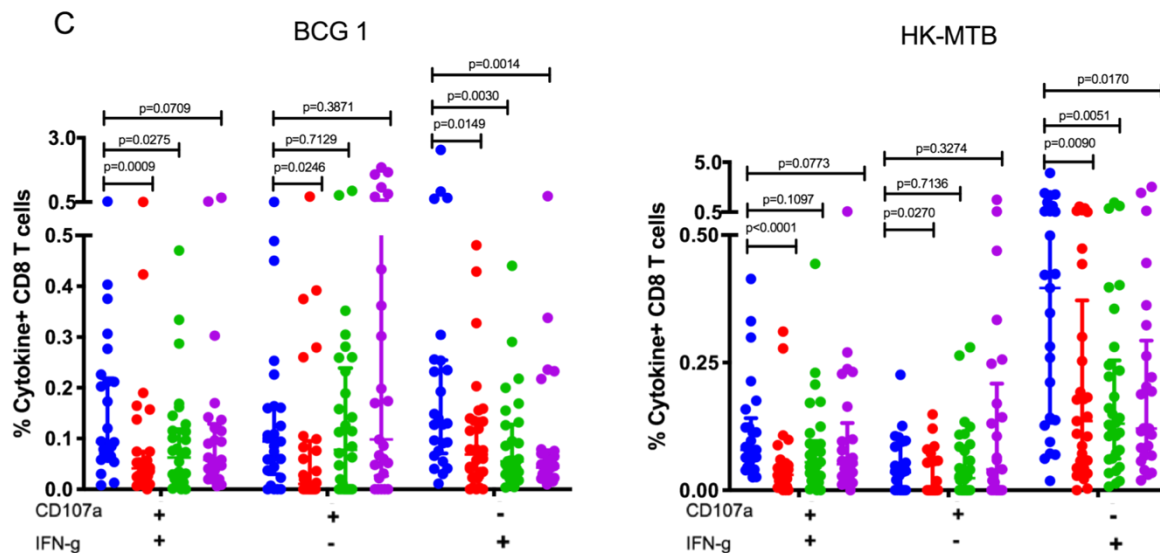 C
BCG 1
HK-MTB
p=0.0709
p=0.0275
p=0.0009
p=0.3871
p=0.7129
p=0.0246
p=0.0014
p=0.0030
p=0.0149
p=0.0773
p=0.1097
p<0.0001
p=0.3274
p=0.7136
p=0.0270
p=0.0170
p=0.0051
p=0.0090
% Cytokine+ CD8 T cells
3.0
0.5
0.5
0.4
0.3
0.2
0.1
0.0
% Cytokine+ CD8 T cells
5.0
0.5
0.50
0.25
0.00
CD107a + + -
IFN-g + - +
CD107a + + -
IFN-g + - +